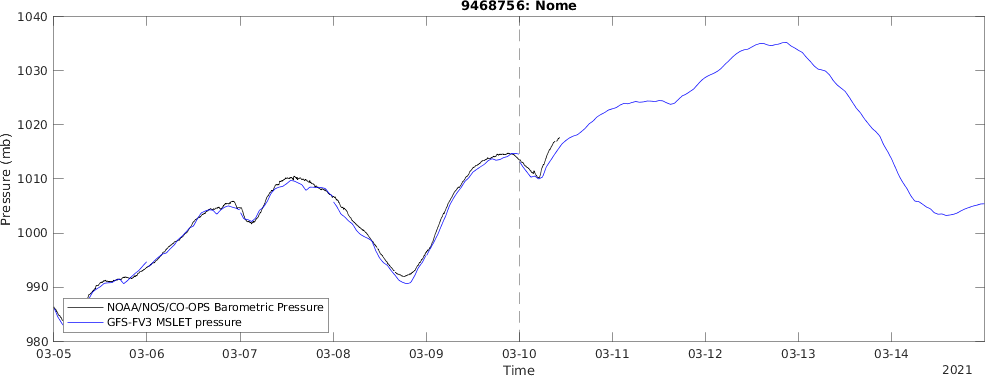 9468756: Nome
1040
1030
1020
1010
1000
990
980
Pressure (mb)
NOAA/NOS/CO-OPS Barometric Pressure
GFS-FV3 MSLET pressure
03-05 03-06 03-07 03-08 03-09 03-10 03-11 03-12 03-13 03-14
Time
2021